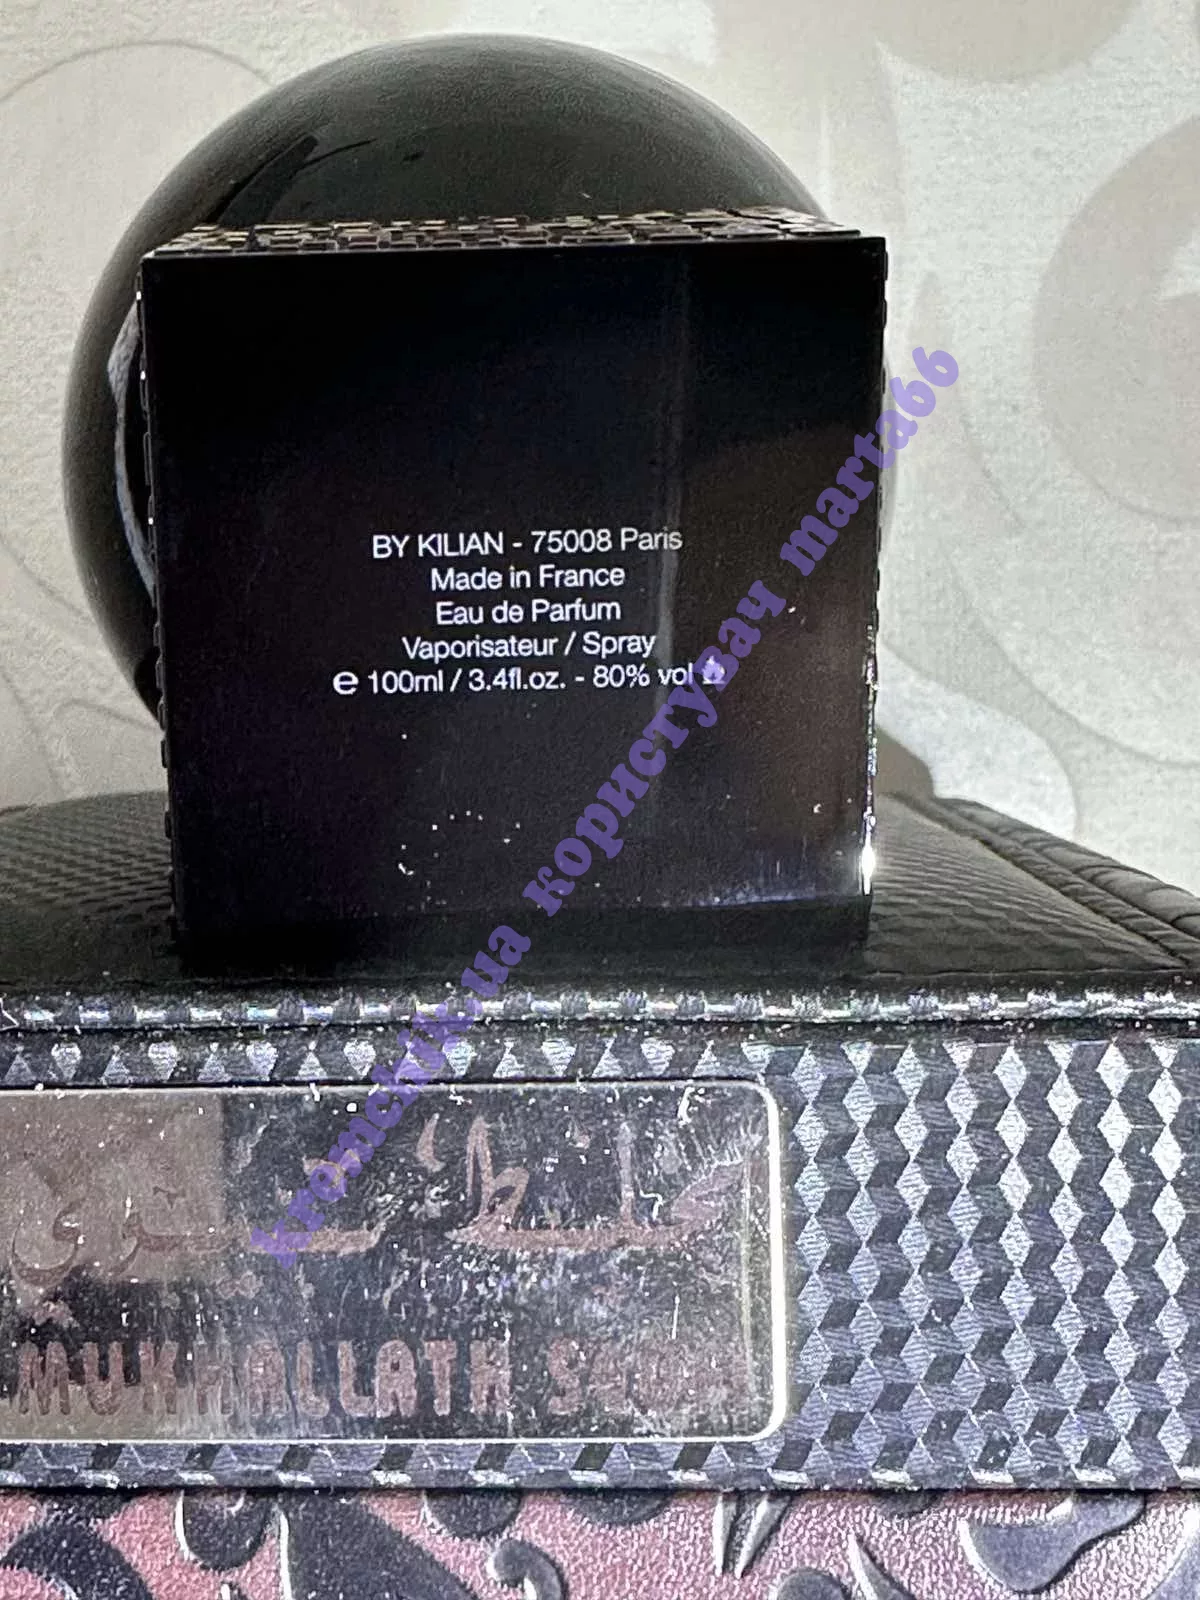 BY KILIAN - 75008 Paris
Made in France
Eau de Parfum
Vaporisateur / Spray
℮ 100ml / 3.4fl.oz. - 80% vol
kremchik.ua користувач marta66
MUKHALLATH